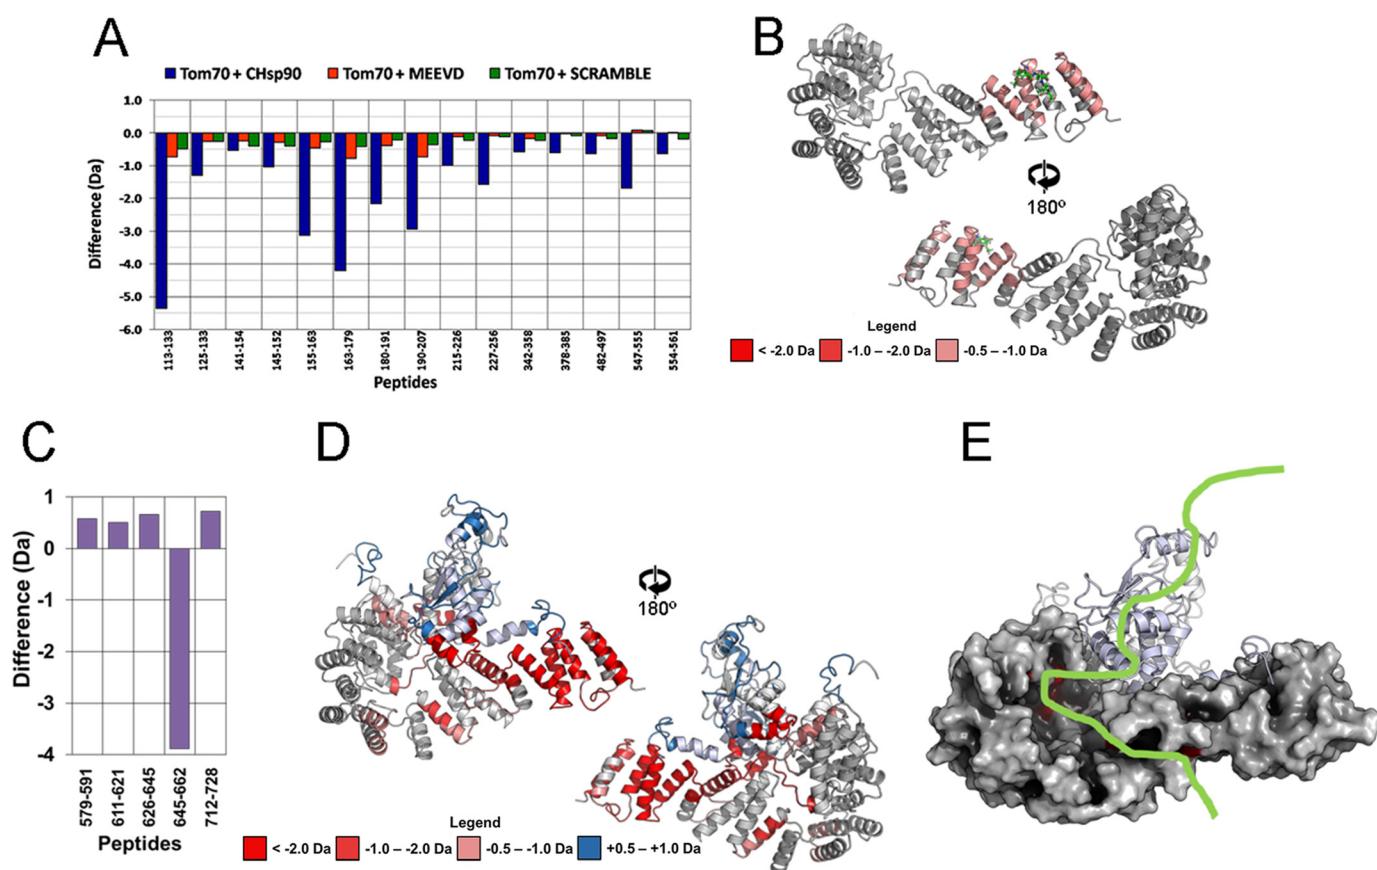 A
Tom70 + CHsp90 Tom70 + MEEVD Tom70 + SCRAMBLE
1.0
0.0
-1.0
-2.0
-3.0
-4.0
-5.0
-6.0
Difference (Da)
113-133
125-133
141-154
145-152
155-163
163-179
180-191
190-207
215-226
227-256
342-358
378-385
482-497
547-555
554-561
Peptides
B
180º
Legend
< -2.0 Da -1.0 – -2.0 Da -0.5 – -1.0 Da
C
1
0
-1
-2
-3
-4
Difference (Da)
579-591
611-621
626-645
645-662
712-728
Peptides
D
180º
Legend
< -2.0 Da -1.0 – -2.0 Da -0.5 – -1.0 Da +0.5 – +1.0 Da
E